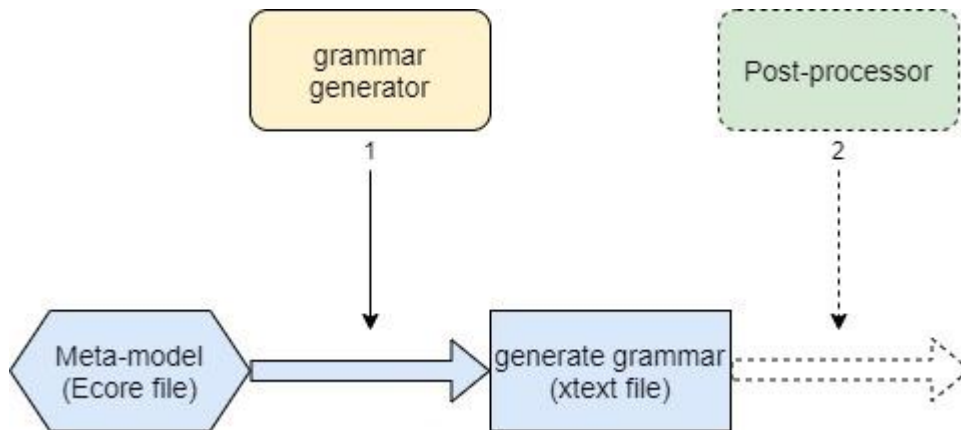 grammar
generator
Post-processor
1
2
Meta-model
(Ecore file)
generate grammar
(xtext file)